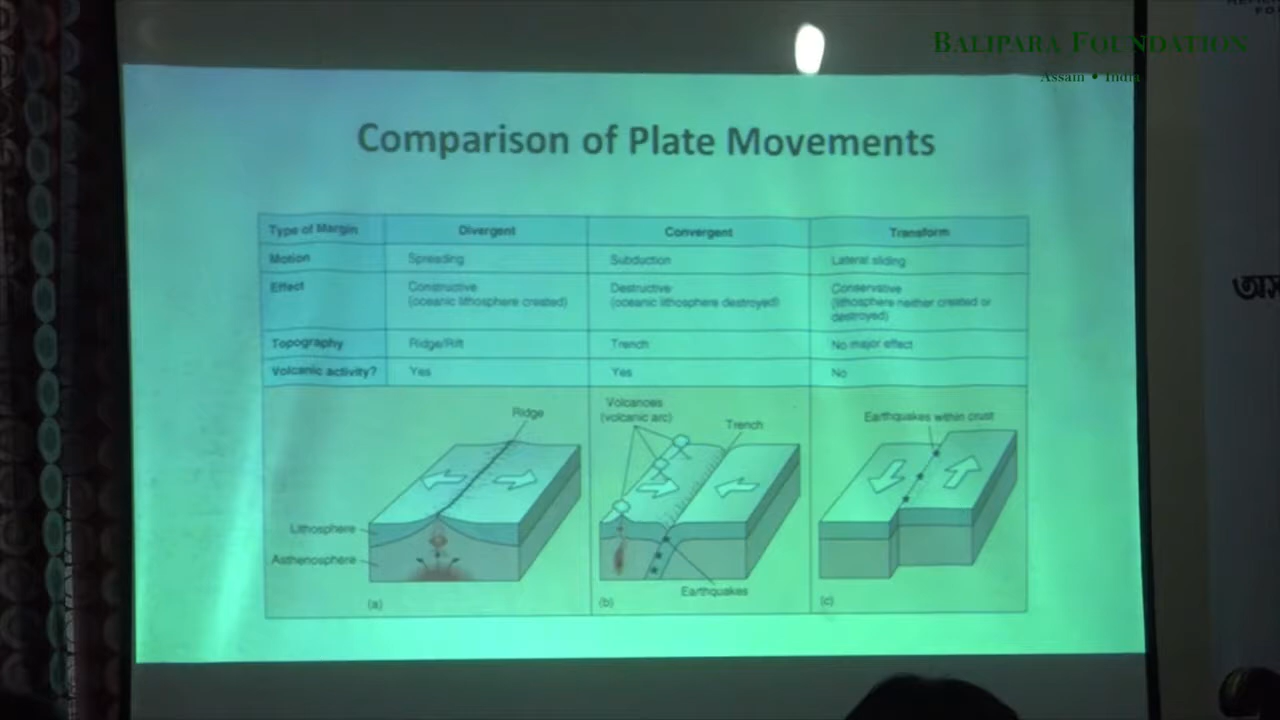 BALIPARA FOUNDATION
Assam • India
Comparison of Plate Movements
Type of Margin Divergent Convergent Transform
Motion Spreading Subduction Lateral sliding
Effect Constructive Destructive Conservative
(oceanic lithosphere created) (oceanic lithosphere destroyed) (lithosphere neither created or
destroyed)
Topography Ridge/Rift Trench No major effect
Volcanic activity? Yes Yes No
Ridge
Volcanoes
(volcanic arc)
Trench
Earthquakes within crust
Lithosphere
Asthenosphere
Earthquakes
(a) (b) (c)